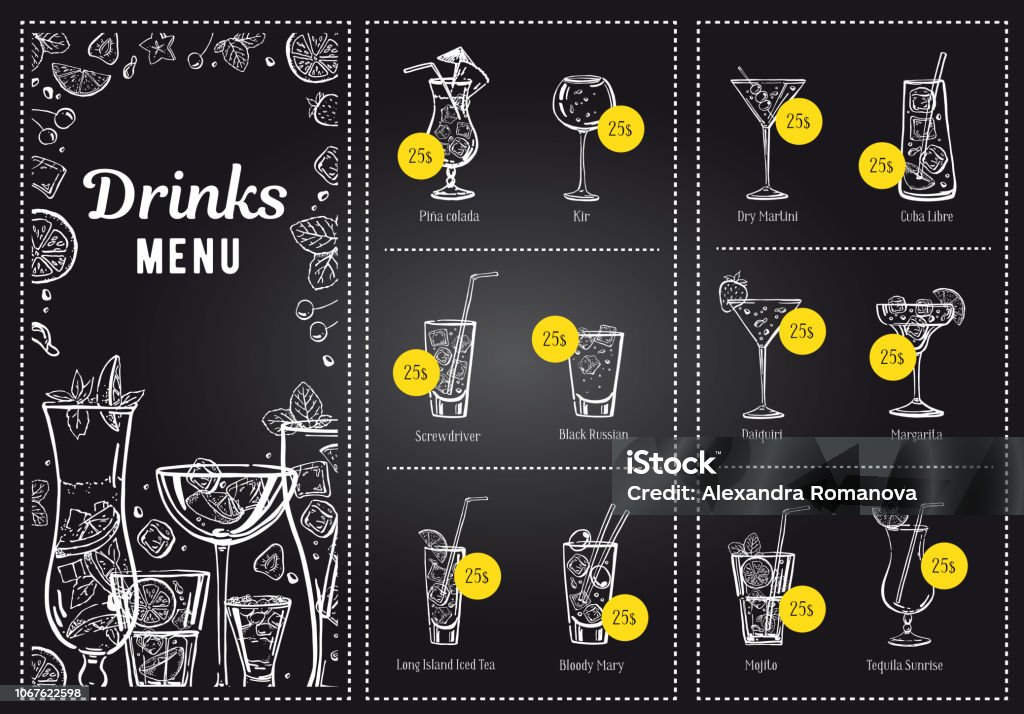 Drinks
MENU
25$
25$
Piña colada
Kir
25$
25$
Screwdriver
Black Russian
25$
25$
Long Island Iced Tea
Bloody Mary
25$
25$
Dry Martini
Cuba Libre
25$
25$
Daiquiri
Margarita
25$
25$
Mojito
Tequila Sunrise
iStock™
Credit: Alexandra Romanova
1067622598